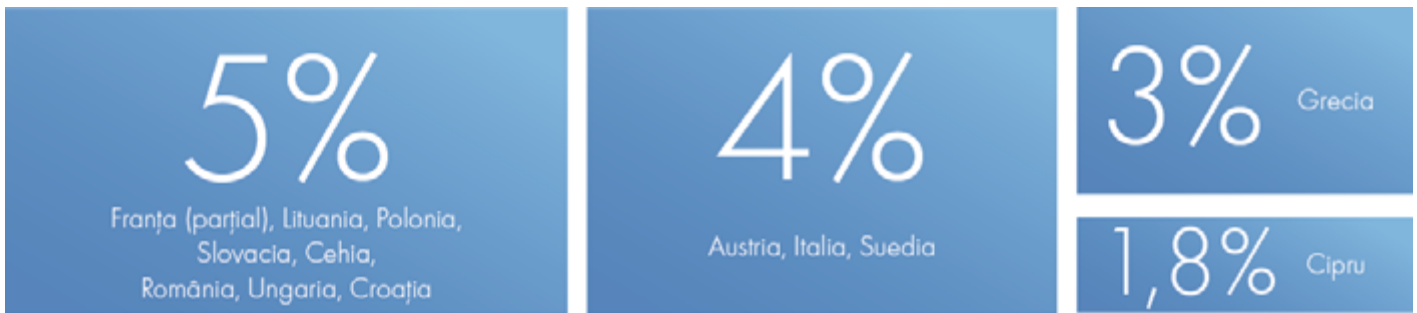 5%
Franța (parțial), Lituania, Polonia,
Slovacia, Cehia,
România, Ungaria, Croația
4%
Austria, Italia, Suedia
3% Grecia
1,8% Cipru